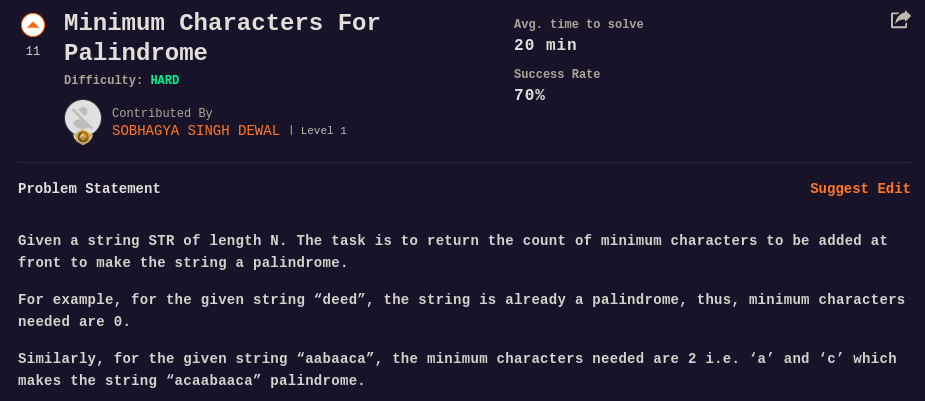 Minimum Characters For
Palindrome
11
Difficulty: HARD
Contributed By
SOBHAGYA SINGH DEWAL | Level 1
Avg. time to solve
20 min
Success Rate
70%
Problem Statement
Suggest Edit
Given a string STR of length N. The task is to return the count of minimum characters to be added at
front to make the string a palindrome.
For example, for the given string “deed”, the string is already a palindrome, thus, minimum characters
needed are 0.
Similarly, for the given string “aabaaca”, the minimum characters needed are 2 i.e. ‘a’ and ‘c’ which
makes the string “acaabaaca” palindrome.